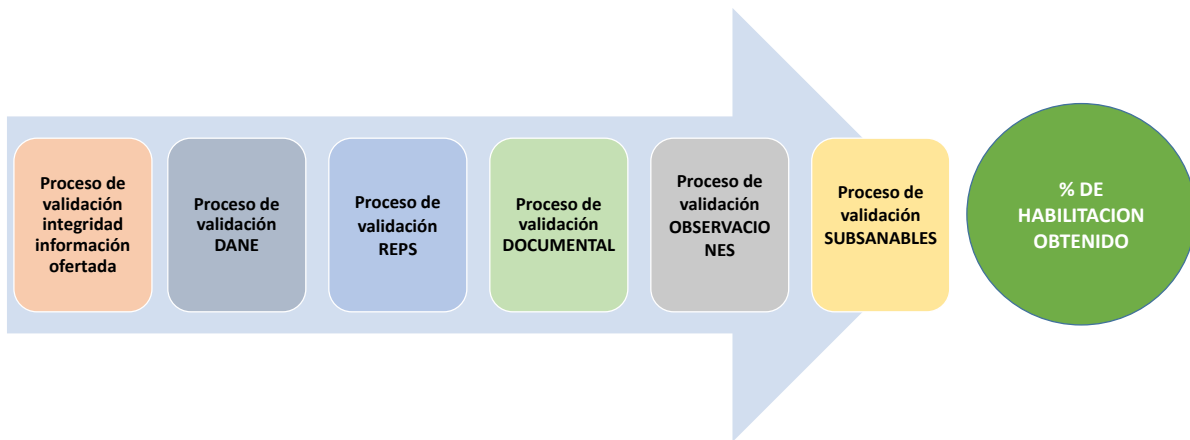 Proceso de
validación
integridad
información
ofertada
Proceso de
validación
DANE
Proceso de
validación
REPS
Proceso de
validación
DOCUMENTAL
Proceso de
validación
OBSERVACIO
NES
Proceso de
validación
SUBSANABLES
% DE
HABILITACION
OBTENIDO